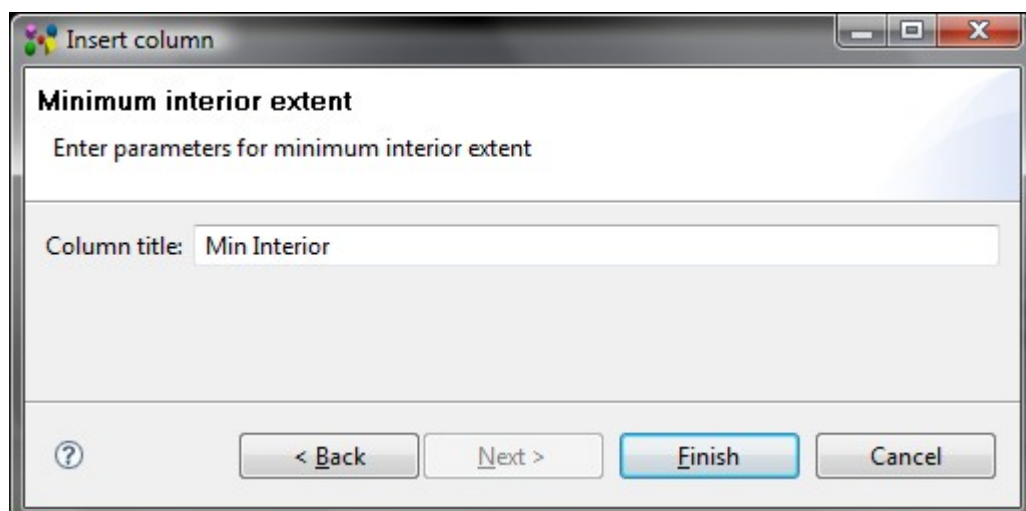 Insert column
Minimum interior extent
Enter parameters for minimum interior extent
Column title: Min Interior
< Back Next > Finish Cancel